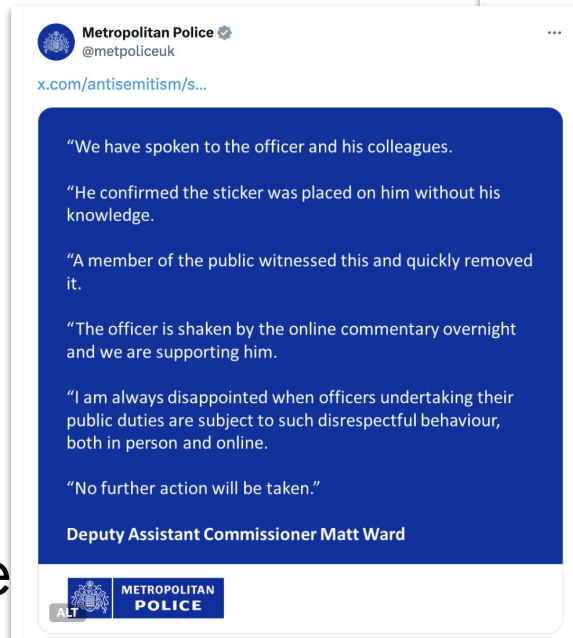 Metropolitan Police
@metpoliceuk
x.com/antisemitism/s...
“We have spoken to the officer and his colleagues.
“He confirmed the sticker was placed on him without his
knowledge.
“A member of the public witnessed this and quickly removed
it.
“The officer is shaken by the online commentary overnight
and we are supporting him.
“I am always disappointed when officers undertaking their
public duties are subject to such disrespectful behaviour,
both in person and online.
“No further action will be taken.”
Deputy Assistant Commissioner Matt Ward
e
METROPOLITAN
POLICE
ALT